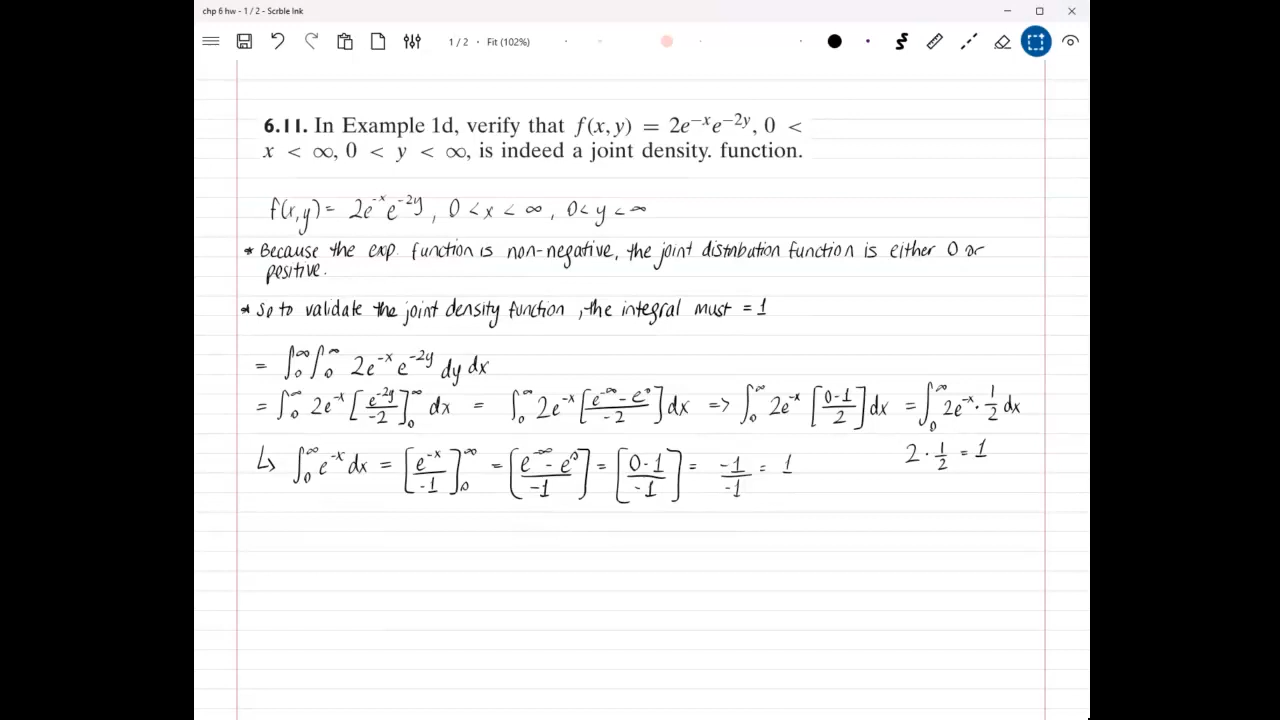 chp 6 hw - 1 / 2 - Scrble Ink
1 / 2 · Fit (102%)
6.11. In Example 1d, verify that f(x, y) = 2e^{-x}e^{-2y}, 0 <
x < ∞, 0 < y < ∞, is indeed a joint density. function.
f(x,y) = 2e^{-x} e^{-2y}, 0 < x < ∞, 0 < y < ∞
* Because the exp. function is non-negative, the joint distribution function is either 0 or
positive.
* So to validate the joint density function, the integral must = 1
= ∫_0^∞ ∫_0^∞ 2e^{-x} e^{-2y} dy dx
= ∫_0^∞ 2e^{-x} [e^{-2y}/-2]_0^∞ dx = ∫_0^∞ 2e^{-x} [e^{-∞} - e^0/-2] dx => ∫_0^∞ 2e^{-x} [0-1/2] dx = ∫_0^∞ 2e^{-x} · 1/2 dx
2 · 1/2 = 1
↳ ∫_0^∞ e^{-x} dx = [e^{-x}/-1]_0^∞ = [e^{-∞} - e^0/-1] = [0-1/-1] = -1/-1 = 1